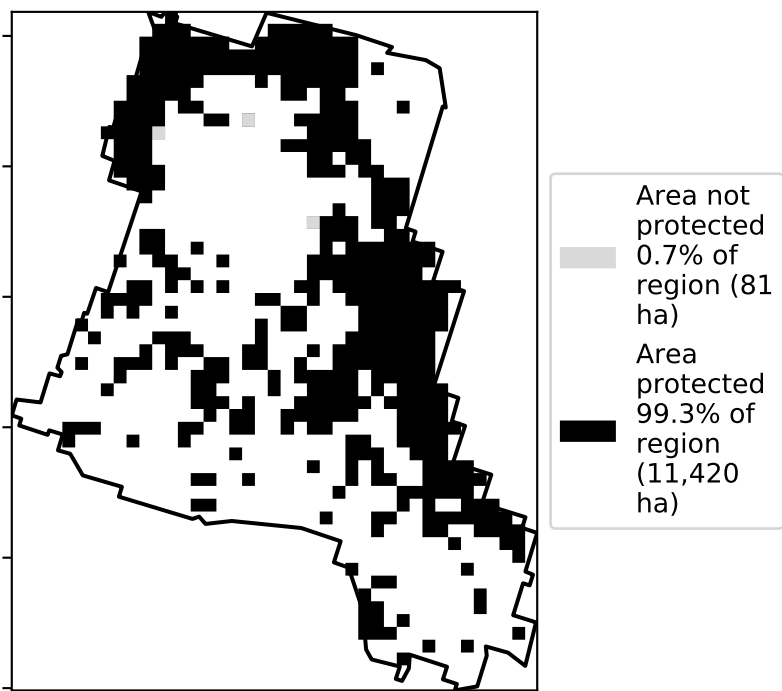 Area not
protected
0.7% of
region (81
ha)
Area
protected
99.3% of
region
(11,420
ha)